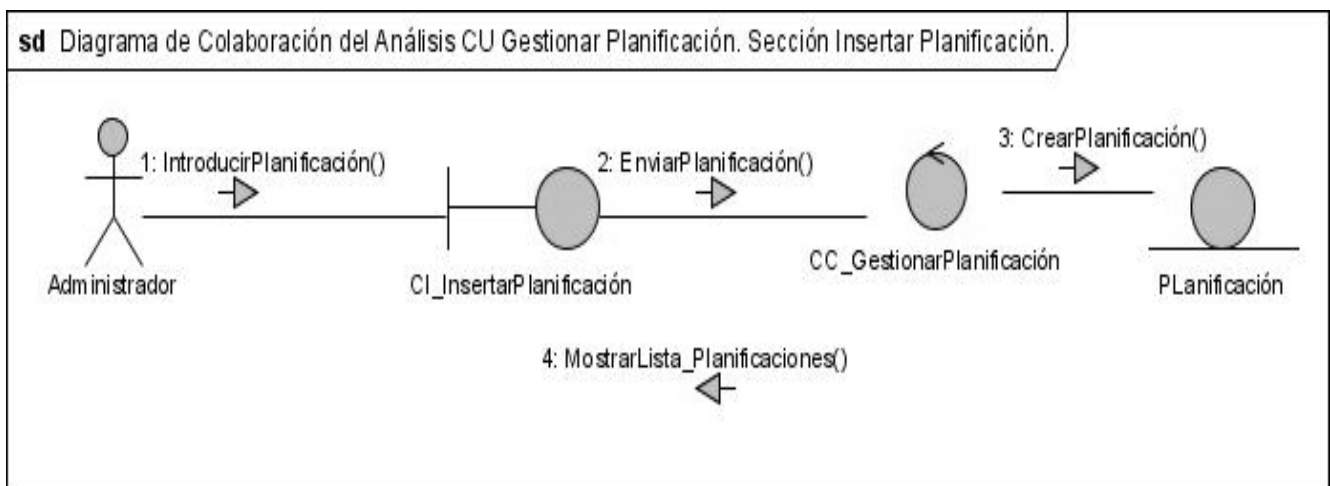 sd Diagrama de Colaboración del Análisis CU Gestionar Planificación. Sección Insertar Planificación.
1: IntroducirPlanificación()
2: EnviarPlanificación()
3: CrearPlanificación()
Administrador
CI_InsertarPlanificación
CC_GestionarPlanificación
PLanificación
4: MostrarLista_Planificaciones()